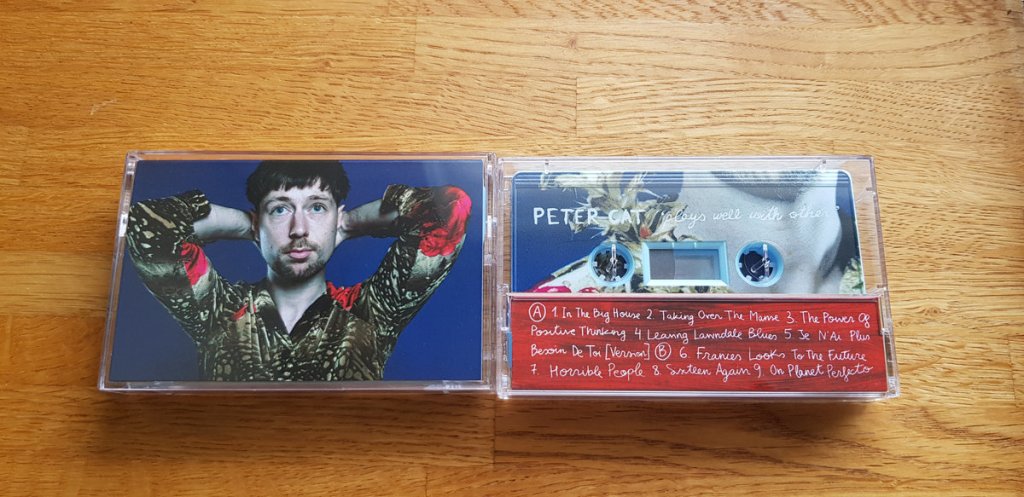 PETER CAT "plays well with others"
Ⓐ 1 In The Big House 2 Taking Over The Manse 3. The Power Of
Positive Thinking 4 Leaving Lawndale Blues 5 Je N'Ai Plus
Besoin De Toi [Version] Ⓑ 6. Frances Looks To The Future
7. Horrible People 8 Sixteen Again 9. On Planet Perfecto